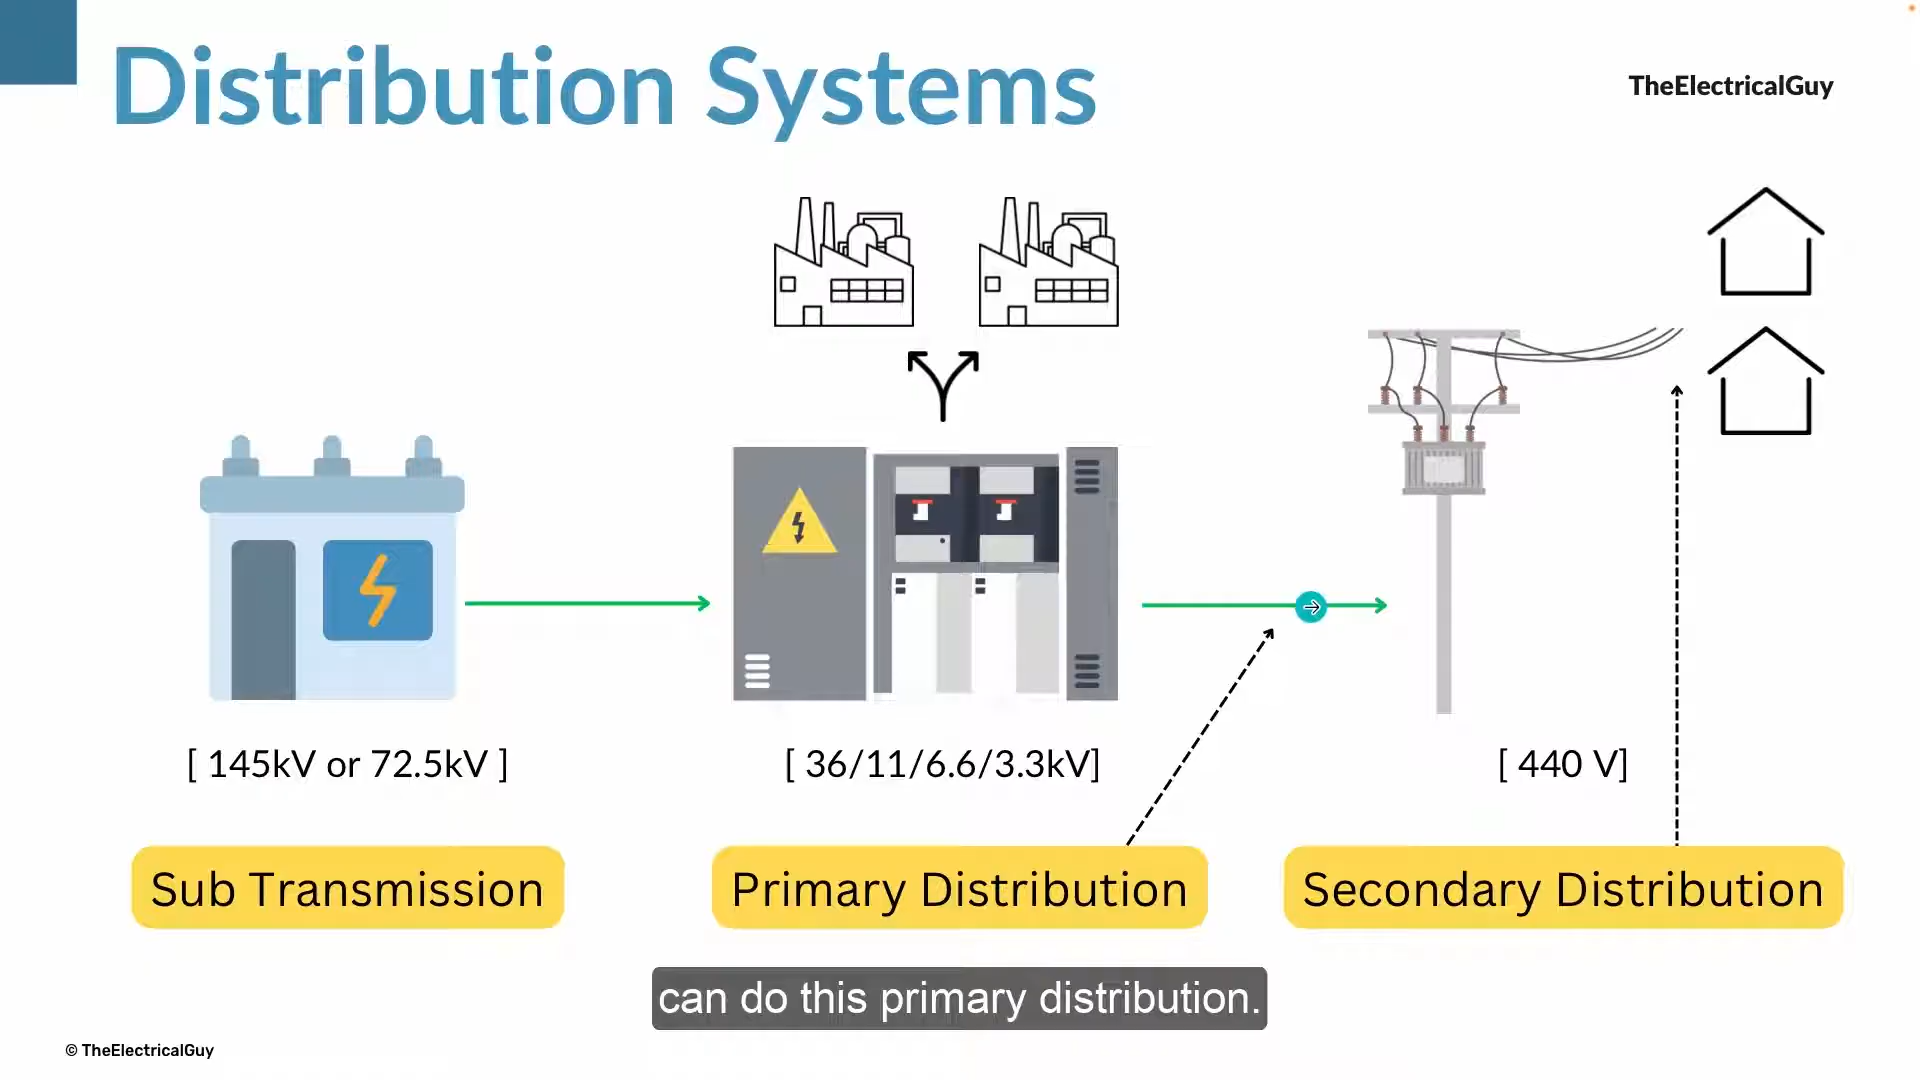 Distribution Systems
TheElectricalGuy
[ 145kV or 72.5kV ]
[ 36/11/6.6/3.3kV]
[ 440 V]
Sub Transmission
Primary Distribution
Secondary Distribution
can do this primary distribution.
© TheElectricalGuy